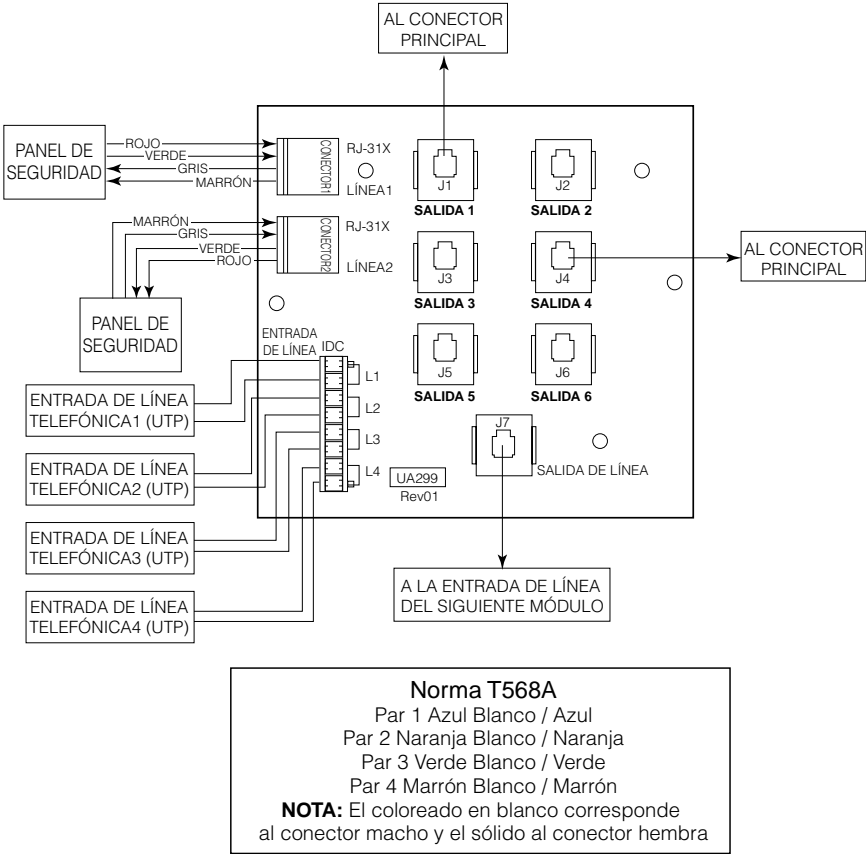 AL CONECTOR
PRINCIPAL
PANEL DE
SEGURIDAD
ROJO
VERDE
GRIS
MARRÓN
CONECTOR1
RJ-31X
LÍNEA1
J1
SALIDA 1
J2
SALIDA 2
MARRÓN
GRIS
VERDE
ROJO
CONECTOR2
RJ-31X
LÍNEA2
J3
SALIDA 3
J4
SALIDA 4
AL CONECTOR
PRINCIPAL
PANEL DE
SEGURIDAD
ENTRADA
DE LÍNEA
IDC
L1
L2
L3
L4
J5
SALIDA 5
J6
SALIDA 6
J7
SALIDA DE LÍNEA
UA299
Rev01
ENTRADA DE LÍNEA
TELEFÓNICA1 (UTP)
ENTRADA DE LÍNEA
TELEFÓNICA2 (UTP)
ENTRADA DE LÍNEA
TELEFÓNICA3 (UTP)
ENTRADA DE LÍNEA
TELEFÓNICA4 (UTP)
A LA ENTRADA DE LÍNEA
DEL SIGUIENTE MÓDULO
Norma T568A
Par 1 Azul Blanco / Azul
Par 2 Naranja Blanco / Naranja
Par 3 Verde Blanco / Verde
Par 4 Marrón Blanco / Marrón
NOTA: El coloreado en blanco corresponde
al conector macho y el sólido al conector hembra